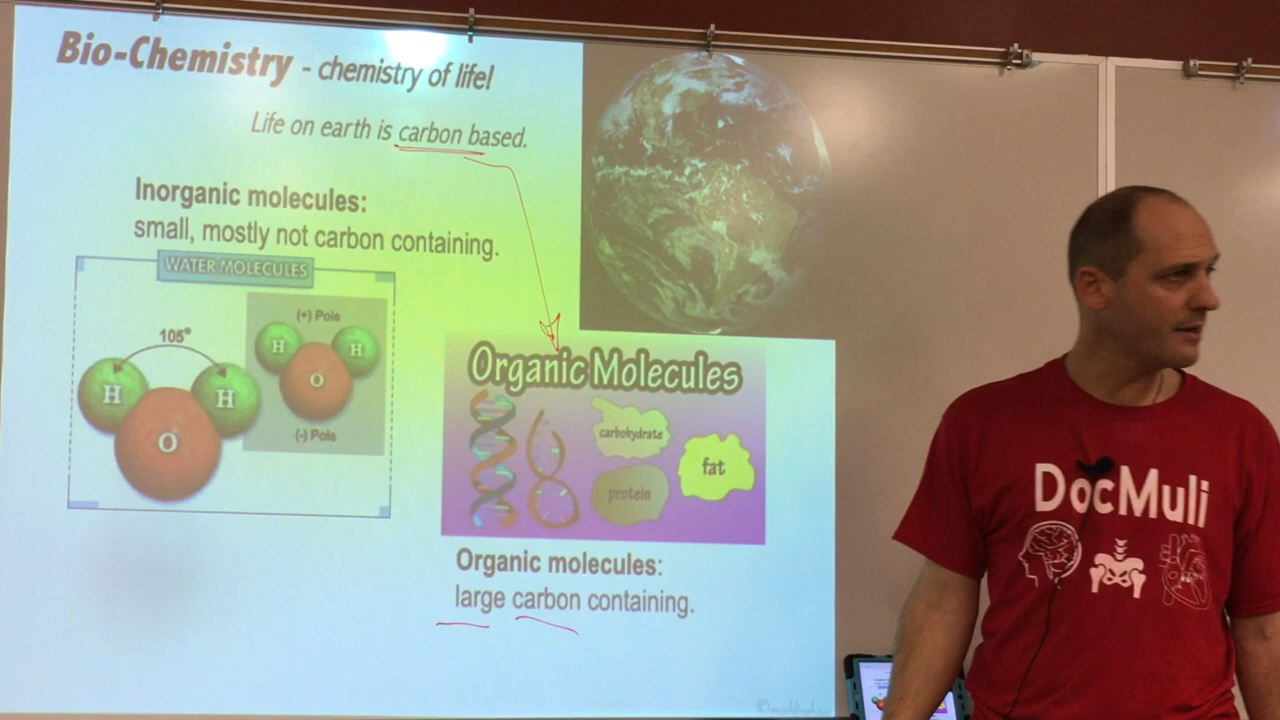 Bio-Chemistry - chemistry of life!
Life on earth is carbon based.
Inorganic molecules:
small, mostly not carbon containing.
WATER MOLECULES
105°
H
H
O
(+) Pole
H
H
O
(-) Pole
Organic Molecules
carbohydrate
fat
protein
Organic molecules:
large carbon containing.
DocMuli